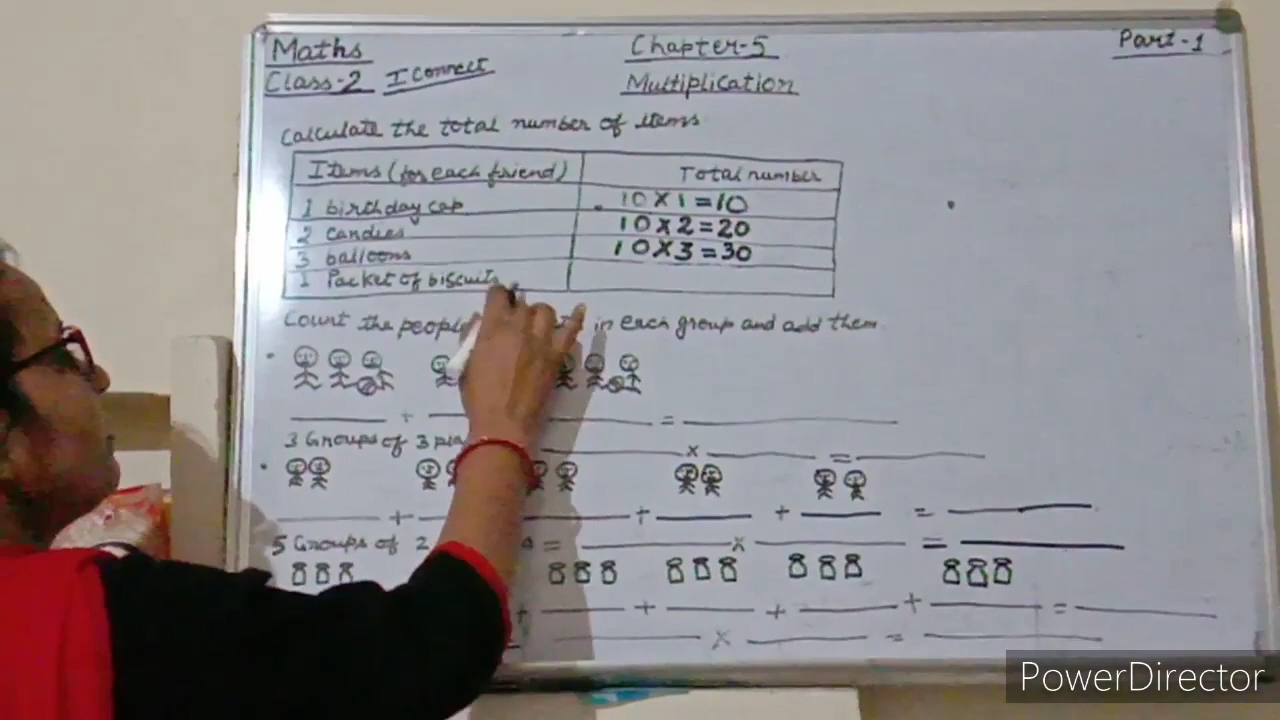 Maths
Chapter-5
Part-1
Class-2 I Connect
Multiplication
Calculate the total number of items
Items (for each friend) Total number
1 birthday cap 10 X 1 = 10
2 candies 10 X 2 = 20
3 balloons 10 X 3 = 30
1 Packet of biscuits
Count the in each group and add them
+ =
3 Groups of 3 X =
+ + + =
5 Groups of 2 = X =
+ + + + =
X =
PowerDirector